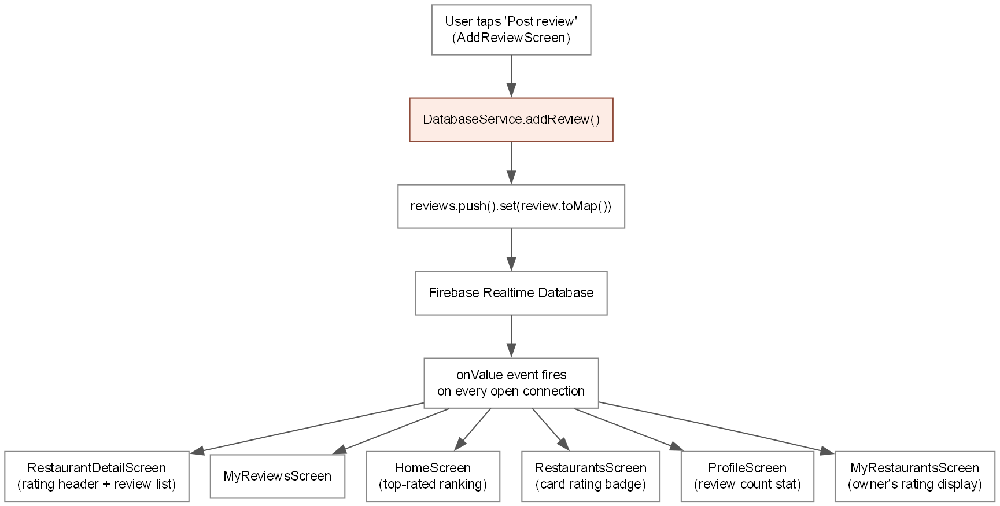 User taps 'Post review'
(AddReviewScreen)
DatabaseService.addReview()
reviews.push().set(review.toMap())
Firebase Realtime Database
onValue event fires
on every open connection
RestaurantDetailScreen
(rating header + review list)
MyReviewsScreen
HomeScreen
(top-rated ranking)
RestaurantsScreen
(card rating badge)
ProfileScreen
(review count stat)
MyRestaurantsScreen
(owner's rating display)